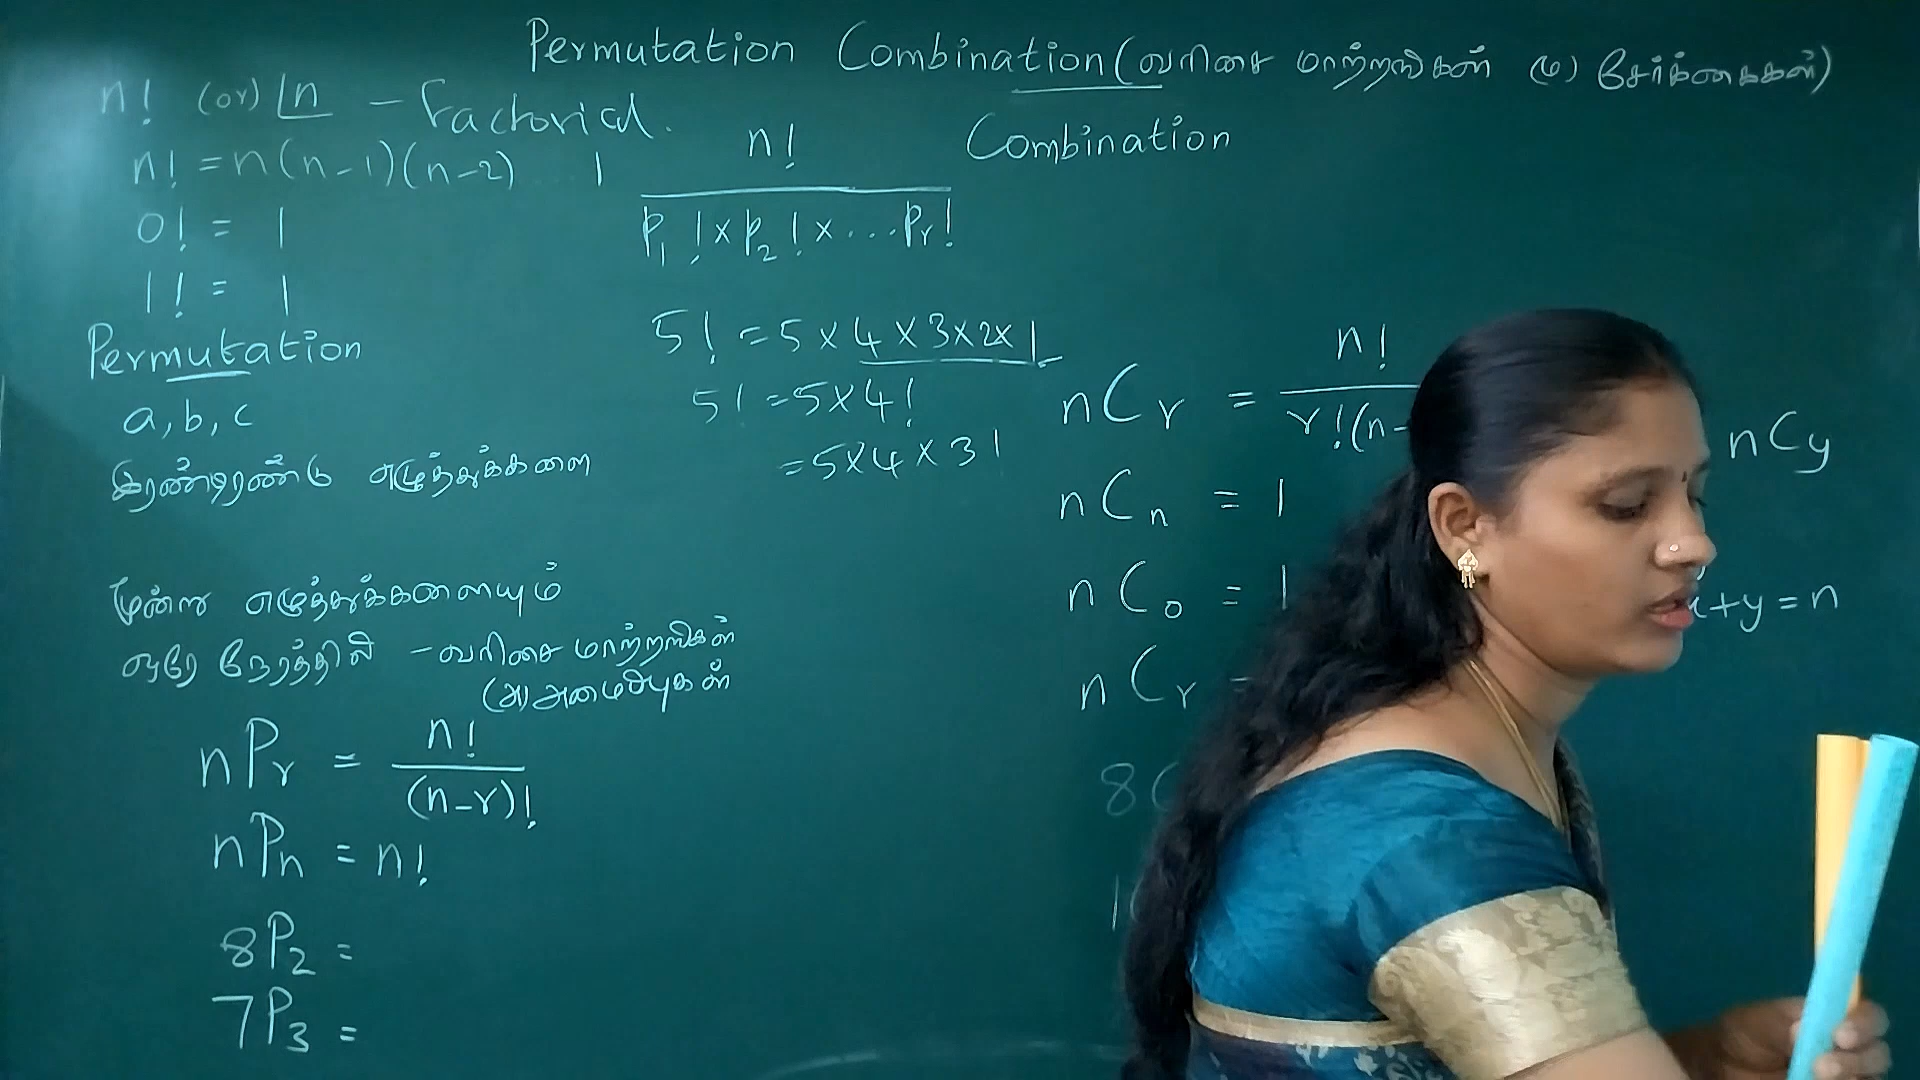 Permutation Combination (வரிசை மாற்றங்கள் (ம) சேர்க்கைகள்)
n! (or) ⌊n - Factorial.
n! = n(n-1)(n-2) 1
0! = 1
1! = 1
Permutation
a, b, c
இரண்டிரண்டு எழுத்துக்களை
மூன்று எழுத்துக்களையும்
ஒரே நேரத்தில் - வரிசை மாற்றங்கள்
(அ) அமைப்புகள்
nPr = n! / (n-r)!
nPn = n!
8P2 =
7P3 =
n!
P1! x P2! x ... Pr!
5! = 5 x 4 x 3 x 2 x 1
5! = 5 x 4!
= 5 x 4 x 3!
Combination
nCr = n! / r!(n-
nCn = 1
nC0 = 1
nCr =
8C
nCy
x+y = n